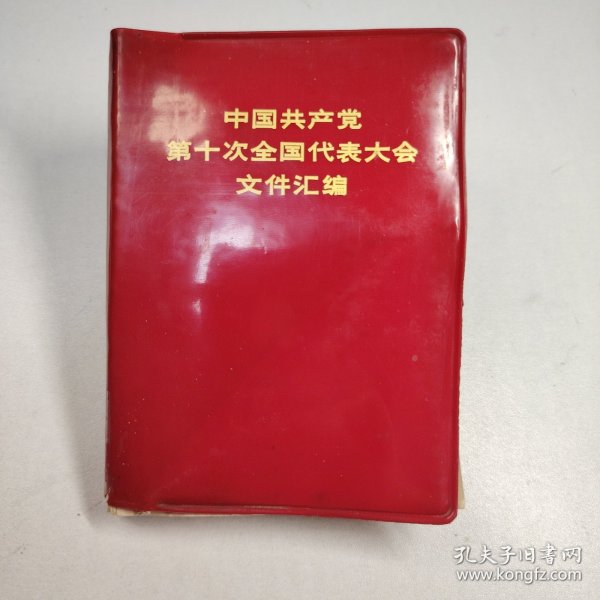 中国共产党
第十次全国代表大会
文件汇编
孔夫子旧书网
www.kongfz.com